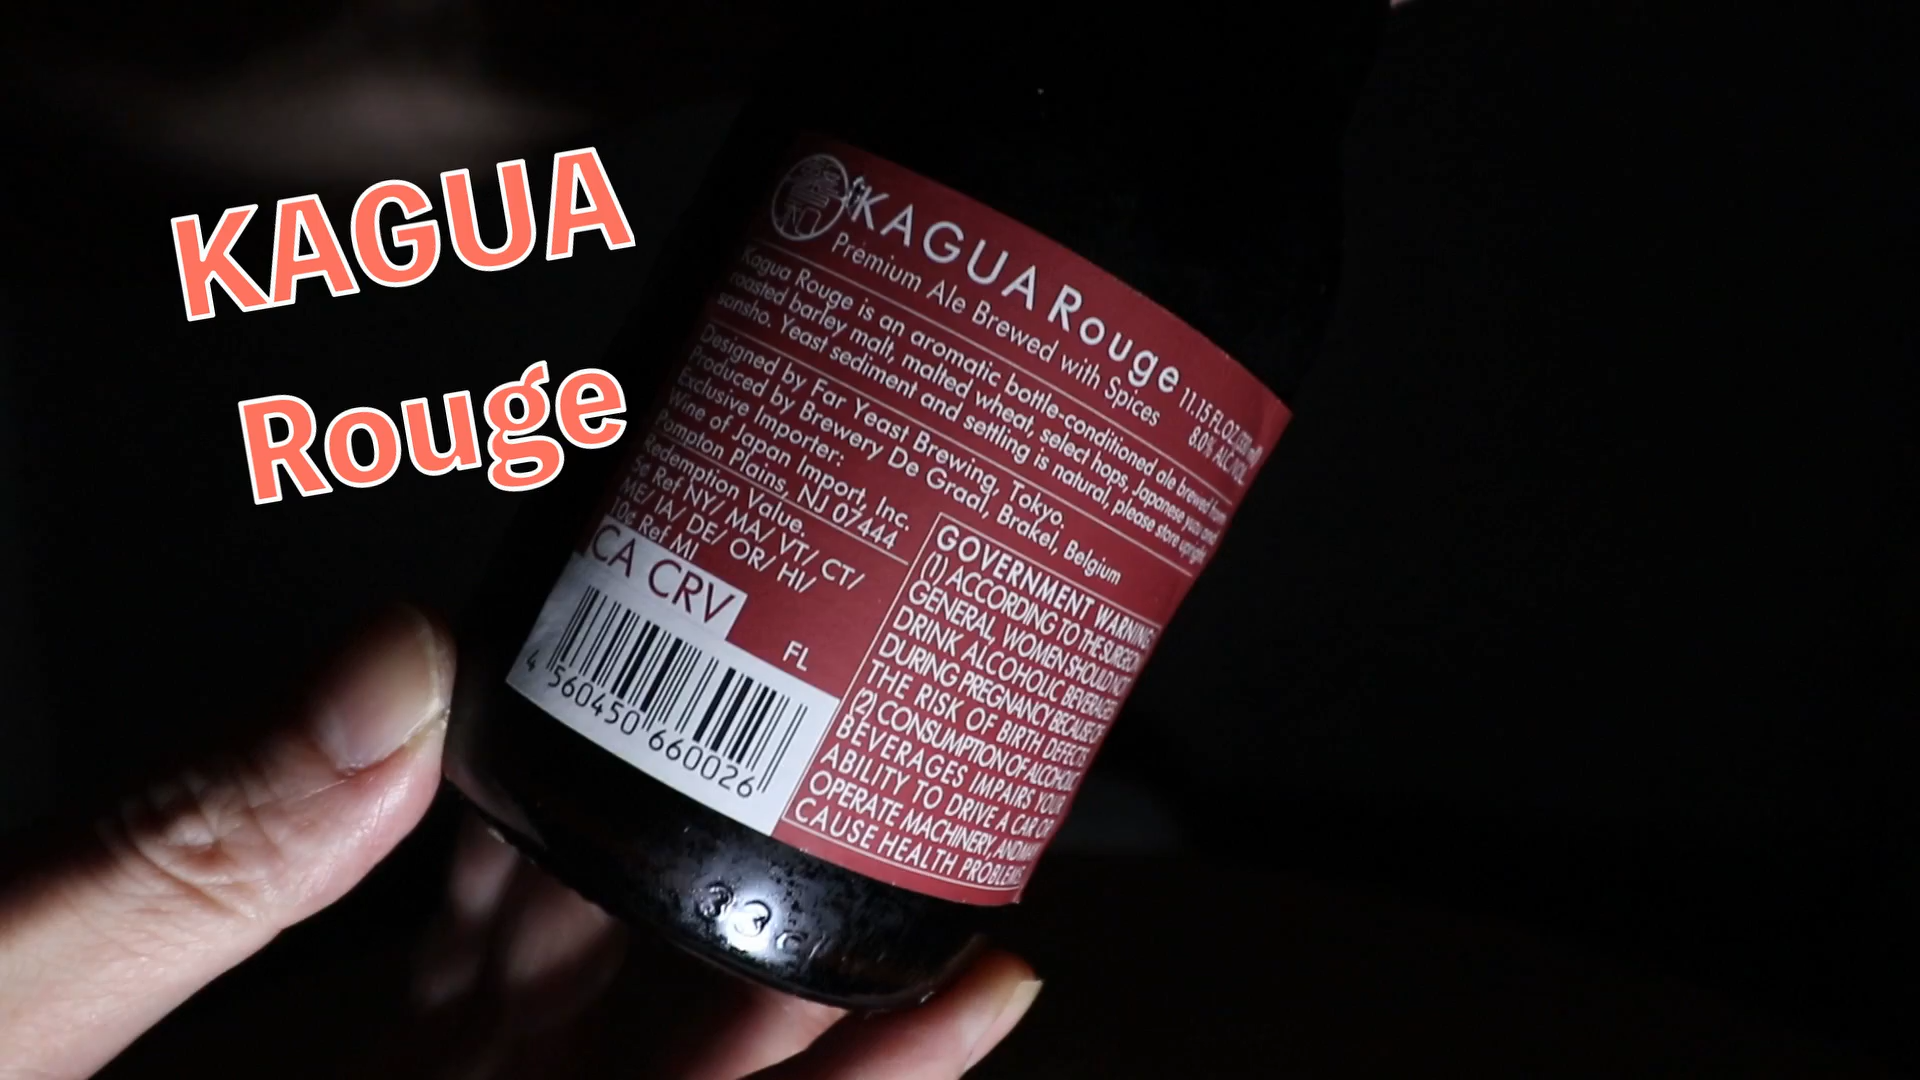 KAGUA
Rouge
KAGUA Rouge
Premium Ale Brewed with Spices
11.15 FL.OZ.
8.0% ALC./VOL.
Kagua Rouge is an aromatic bottle-conditioned ale brewed from
roasted barley malt, malted wheat, select hops, Japanese yuzu and
sansho. Yeast sediment and settling is natural, please store upright.
Designed by Far Yeast Brewing, Tokyo.
Produced by Brewery De Graal, Brakel, Belgium
Exclusive Importer:
Wine of Japan Import, Inc.
Pompton Plains, NJ 07444
Redemption Value.
5¢ Ref NY/ MA/ VT/ CT/
ME/ IA/ DE/ OR/ HI/
10¢ Ref MI
CA CRV
FL
4 560450 660026
GOVERNMENT WARNING
(1) ACCORDING TO THE SURGEON
GENERAL, WOMEN SHOULD NOT
DRINK ALCOHOLIC BEVERAGES
DURING PREGNANCY BECAUSE OF
THE RISK OF BIRTH DEFECTS.
(2) CONSUMPTION OF ALCOHOLIC
BEVERAGES IMPAIRS YOUR
ABILITY TO DRIVE A CAR OR
OPERATE MACHINERY, AND MAY
CAUSE HEALTH PROBLEMS.
33 cl